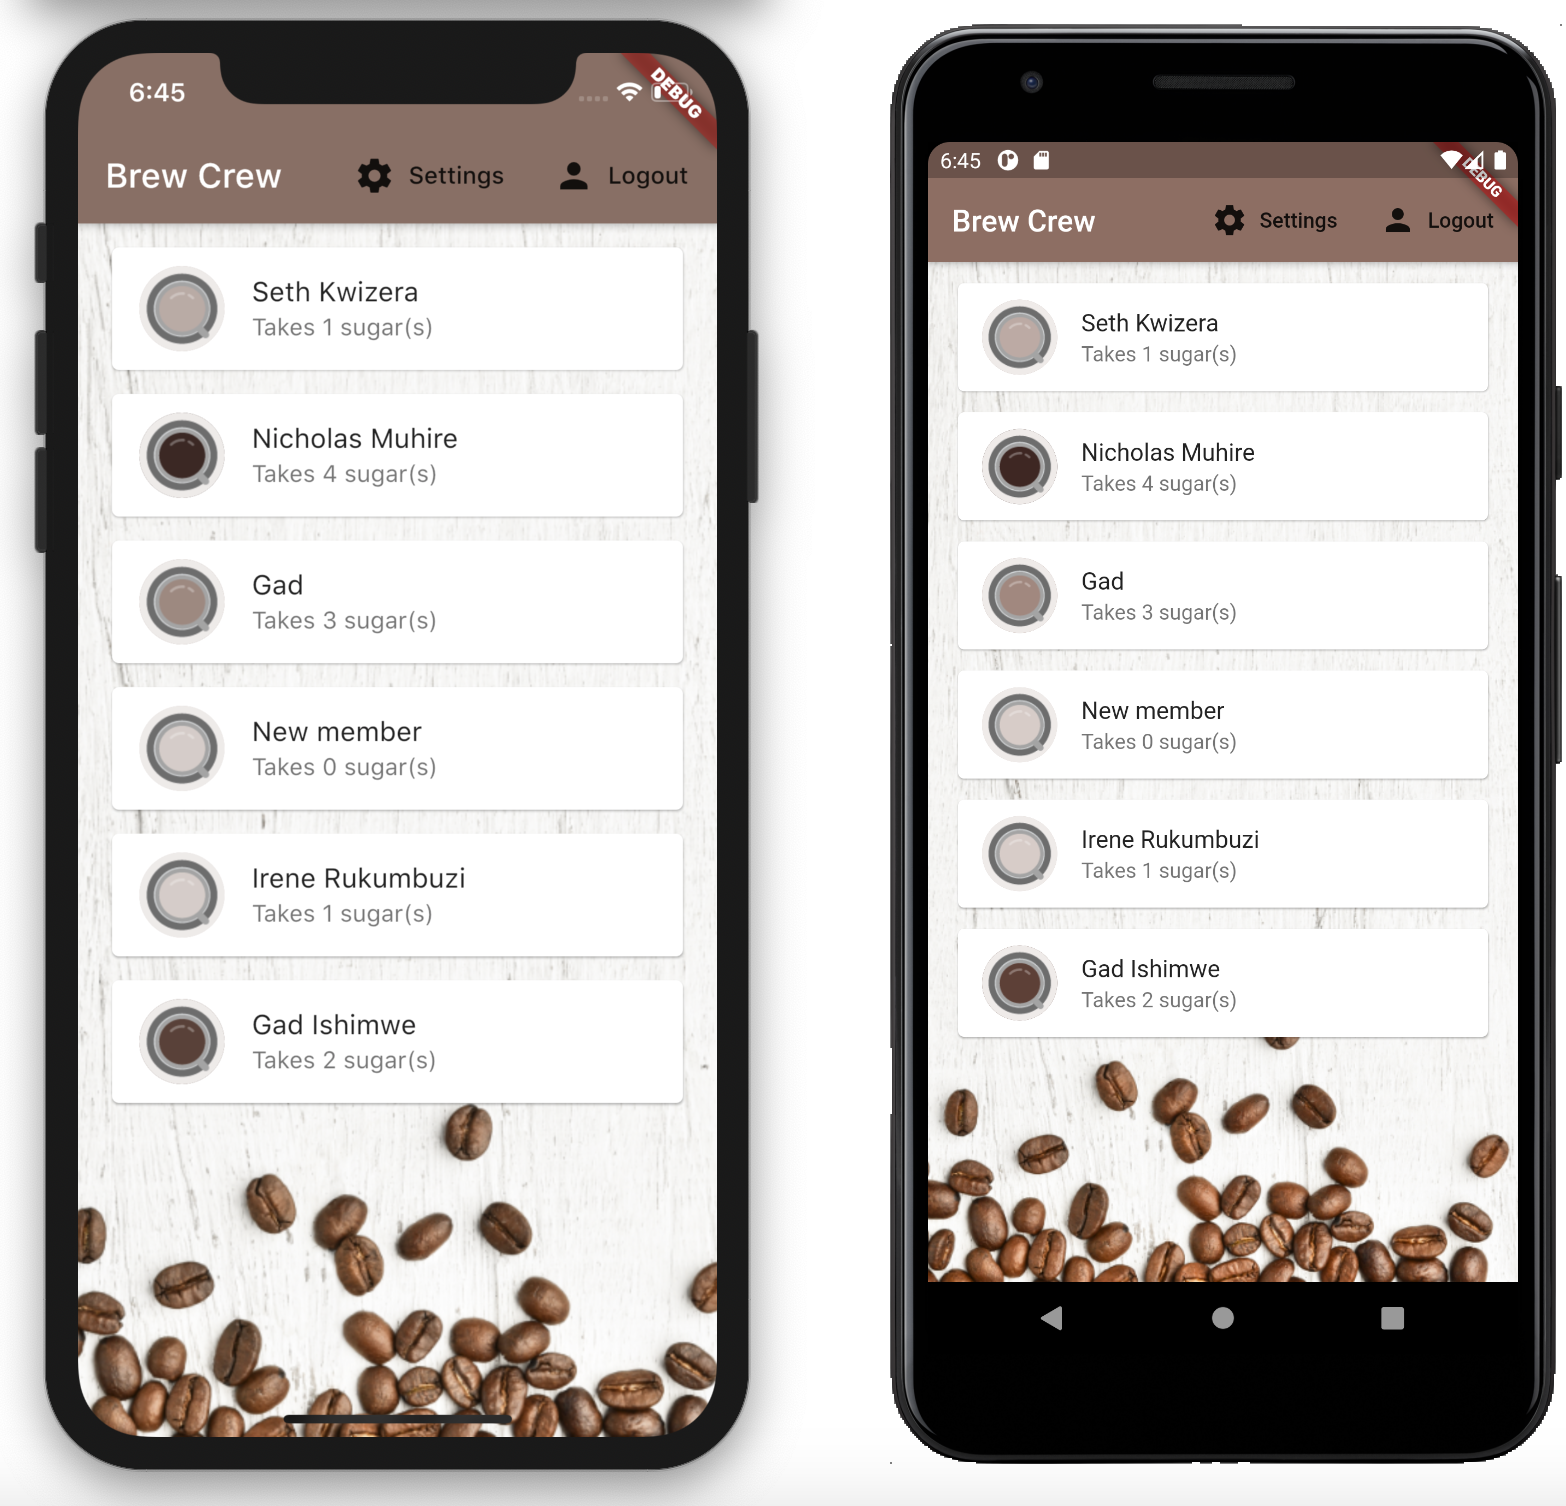 6:45
DEBUG
Brew Crew Settings Logout
Seth Kwizera
Takes 1 sugar(s)
Nicholas Muhire
Takes 4 sugar(s)
Gad
Takes 3 sugar(s)
New member
Takes 0 sugar(s)
Irene Rukumbuzi
Takes 1 sugar(s)
Gad Ishimwe
Takes 2 sugar(s)
6:45
DEBUG
Brew Crew Settings Logout
Seth Kwizera
Takes 1 sugar(s)
Nicholas Muhire
Takes 4 sugar(s)
Gad
Takes 3 sugar(s)
New member
Takes 0 sugar(s)
Irene Rukumbuzi
Takes 1 sugar(s)
Gad Ishimwe
Takes 2 sugar(s)